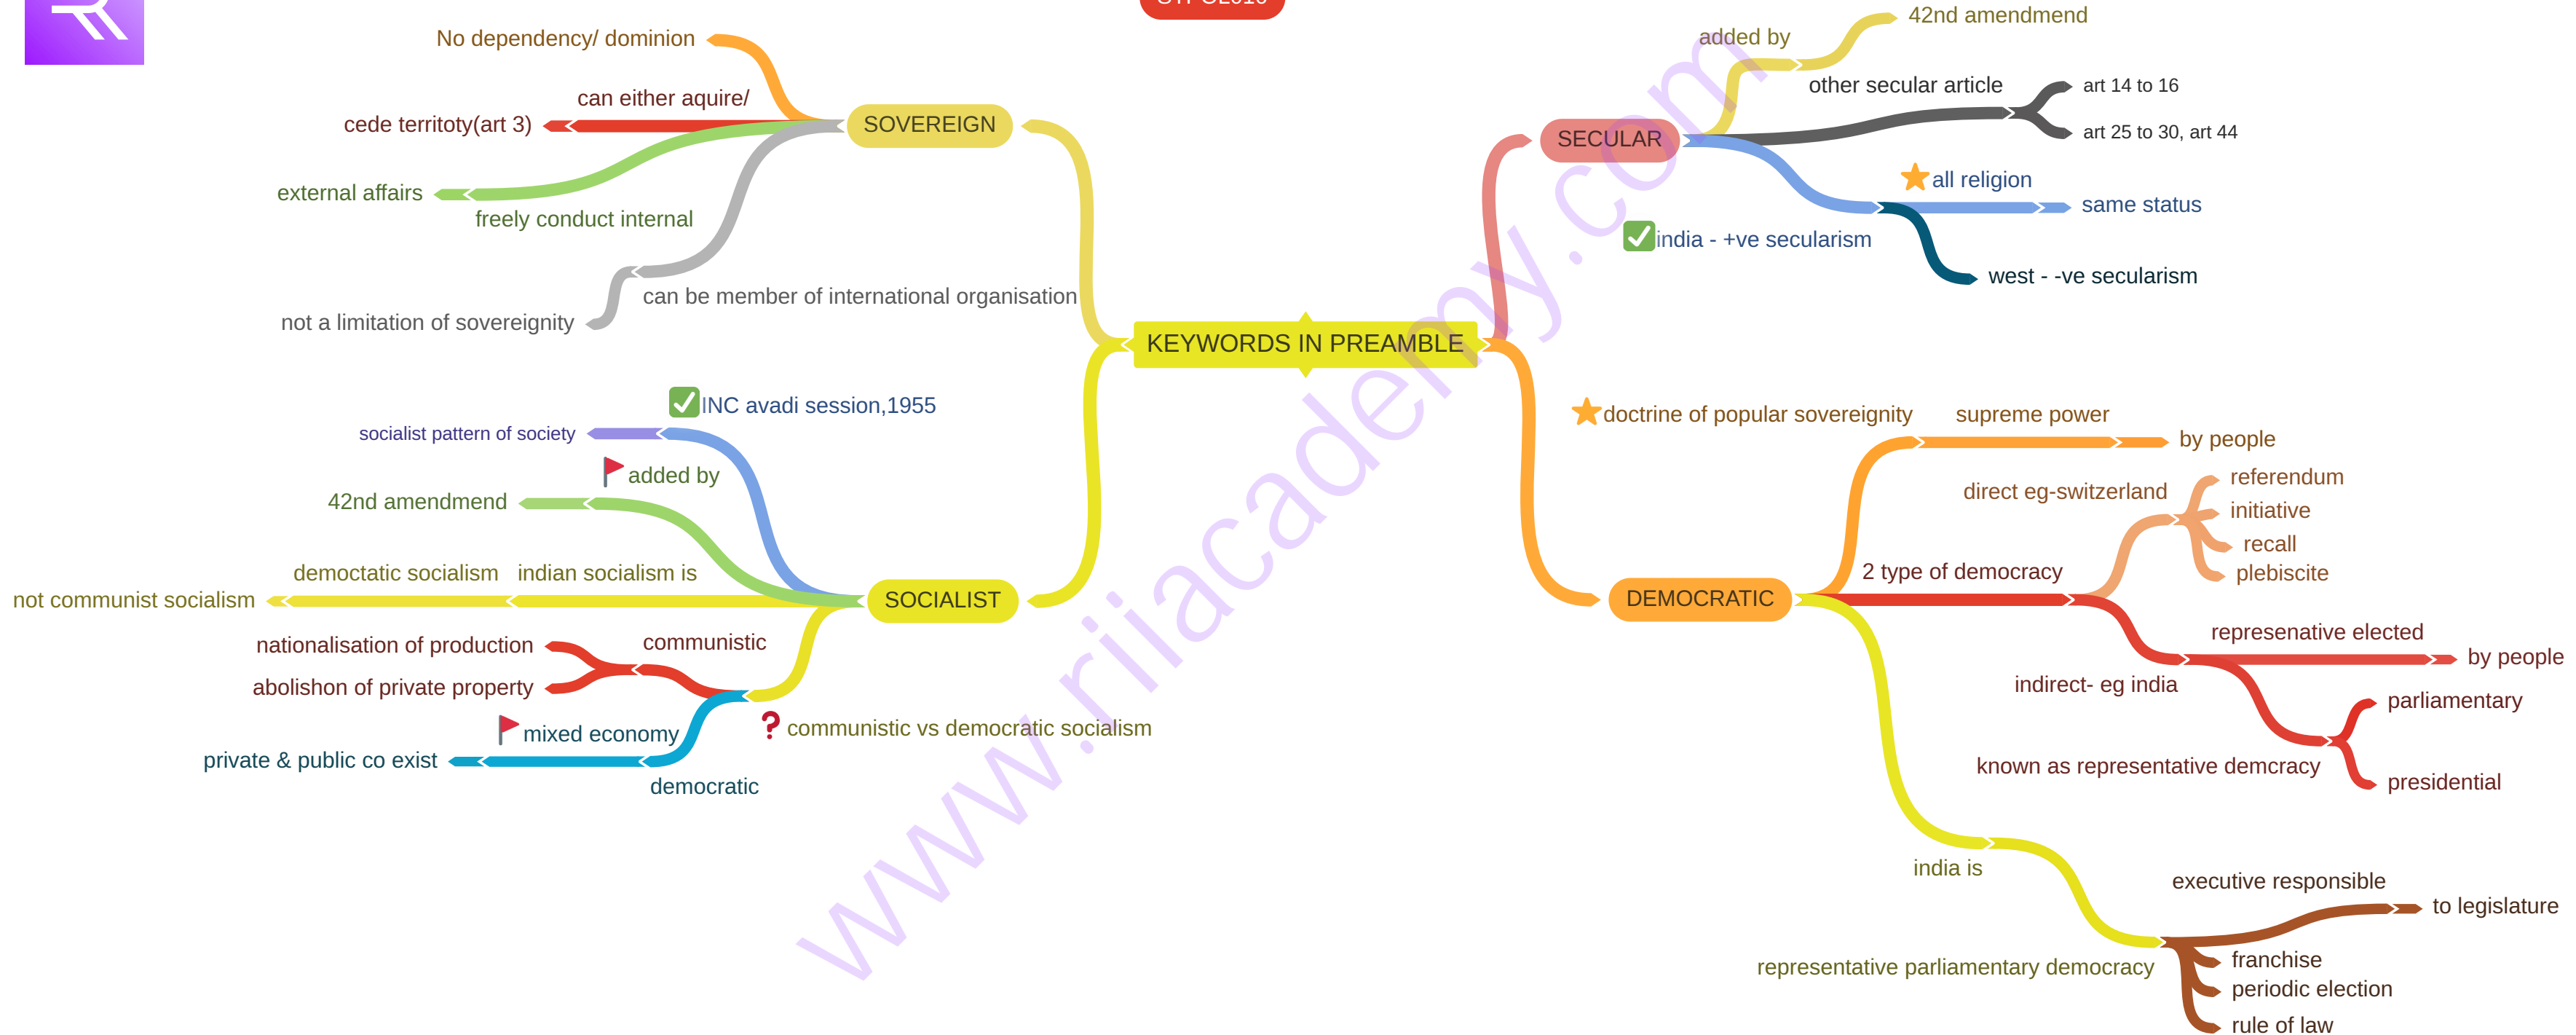 KEYWORDS IN PREAMBLE
SOVEREIGN
No dependency/ dominion
can either aquire/
cede territoty(art 3)
external affairs
freely conduct internal
can be member of international organisation
not a limitation of sovereignity
SOCIALIST
INC avadi session,1955
socialist pattern of society
added by
42nd amendmend
indian socialism is
democtatic socialism
not communist socialism
communistic vs democratic socialism
communistic
nationalisation of production
abolishon of private property
democratic
mixed economy
private & public co exist
SECULAR
added by
42nd amendmend
other secular article
art 14 to 16
art 25 to 30, art 44
india - +ve secularism
all religion
same status
west - -ve secularism
DEMOCRATIC
doctrine of popular sovereignity
supreme power
by people
2 type of democracy
direct eg-switzerland
referendum
initiative
recall
plebiscite
indirect- eg india
represenative elected
by people
known as representative demcracy
parliamentary
presidential
india is
representative parliamentary democracy
executive responsible
to legislature
franchise
periodic election
rule of law
www.riiacademy.com